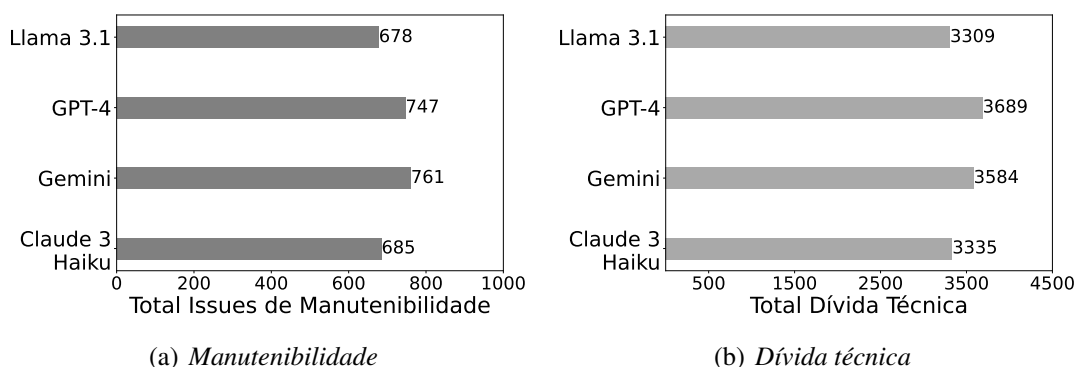 Llama 3.1
678
GPT-4
747
Gemini
761
Claude 3
Haiku
685
0 200 400 600 800 1000
Total Issues de Manutenibilidade
(a) Manutenibilidade
Llama 3.1
3309
GPT-4
3689
Gemini
3584
Claude 3
Haiku
3335
500 1500 2500 3500 4500
Total Dívida Técnica
(b) Dívida técnica